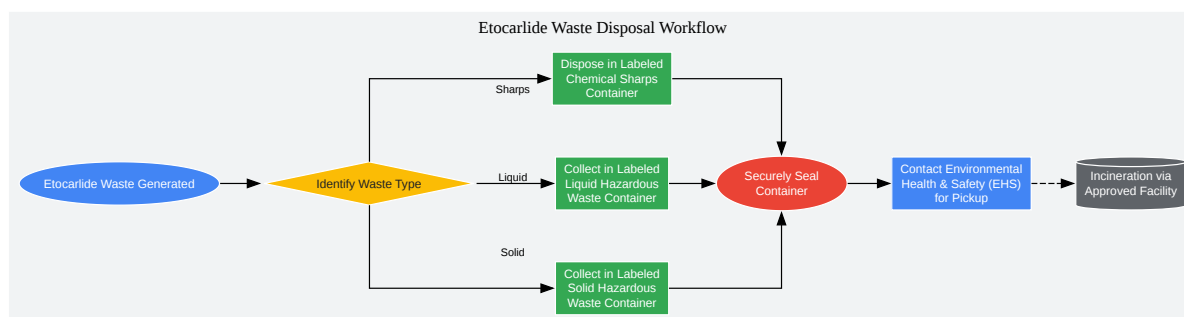 Etocarlide Waste Disposal Workflow
Dispose in Labeled
Chemical Sharps
Container
Sharps
Etocarlide Waste Generated
Identify Waste Type
Liquid
Collect in Labeled
Liquid Hazardous
Waste Container
Securely Seal
Container
Contact Environmental
Health & Safety (EHS)
for Pickup
Incineration via
Approved Facility
Solid
Collect in Labeled
Solid Hazardous
Waste Container